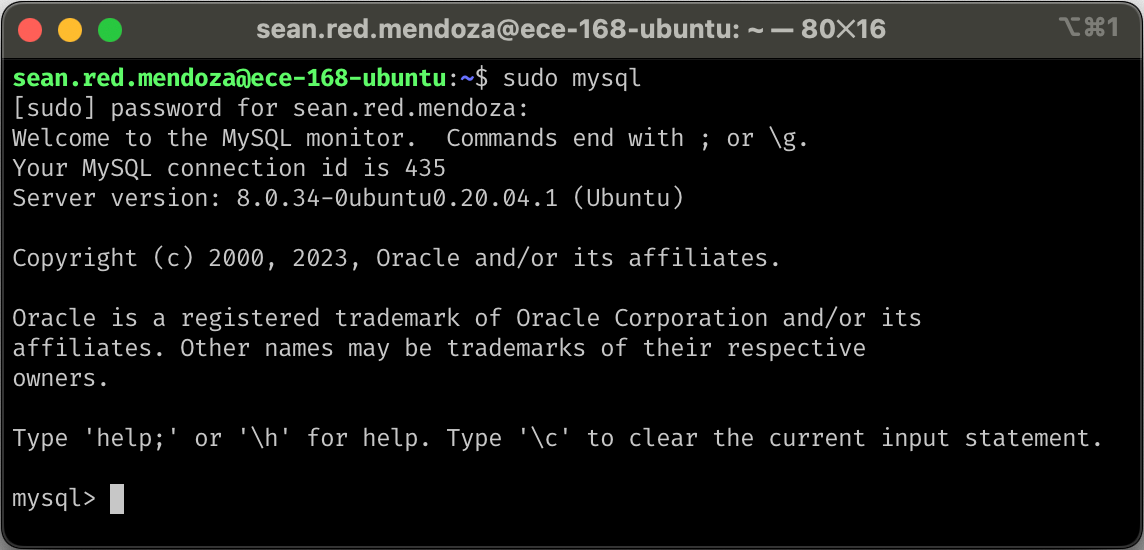 sean.red.mendoza@ece-168-ubuntu: ~ — 80×16
⌥⌘1
sean.red.mendoza@ece-168-ubuntu:~$ sudo mysql
[sudo] password for sean.red.mendoza:
Welcome to the MySQL monitor.  Commands end with ; or \g.
Your MySQL connection id is 435
Server version: 8.0.34-0ubuntu0.20.04.1 (Ubuntu)
Copyright (c) 2000, 2023, Oracle and/or its affiliates.
Oracle is a registered trademark of Oracle Corporation and/or its
affiliates. Other names may be trademarks of their respective
owners.
Type 'help;' or '\h' for help. Type '\c' to clear the current input statement.
mysql>